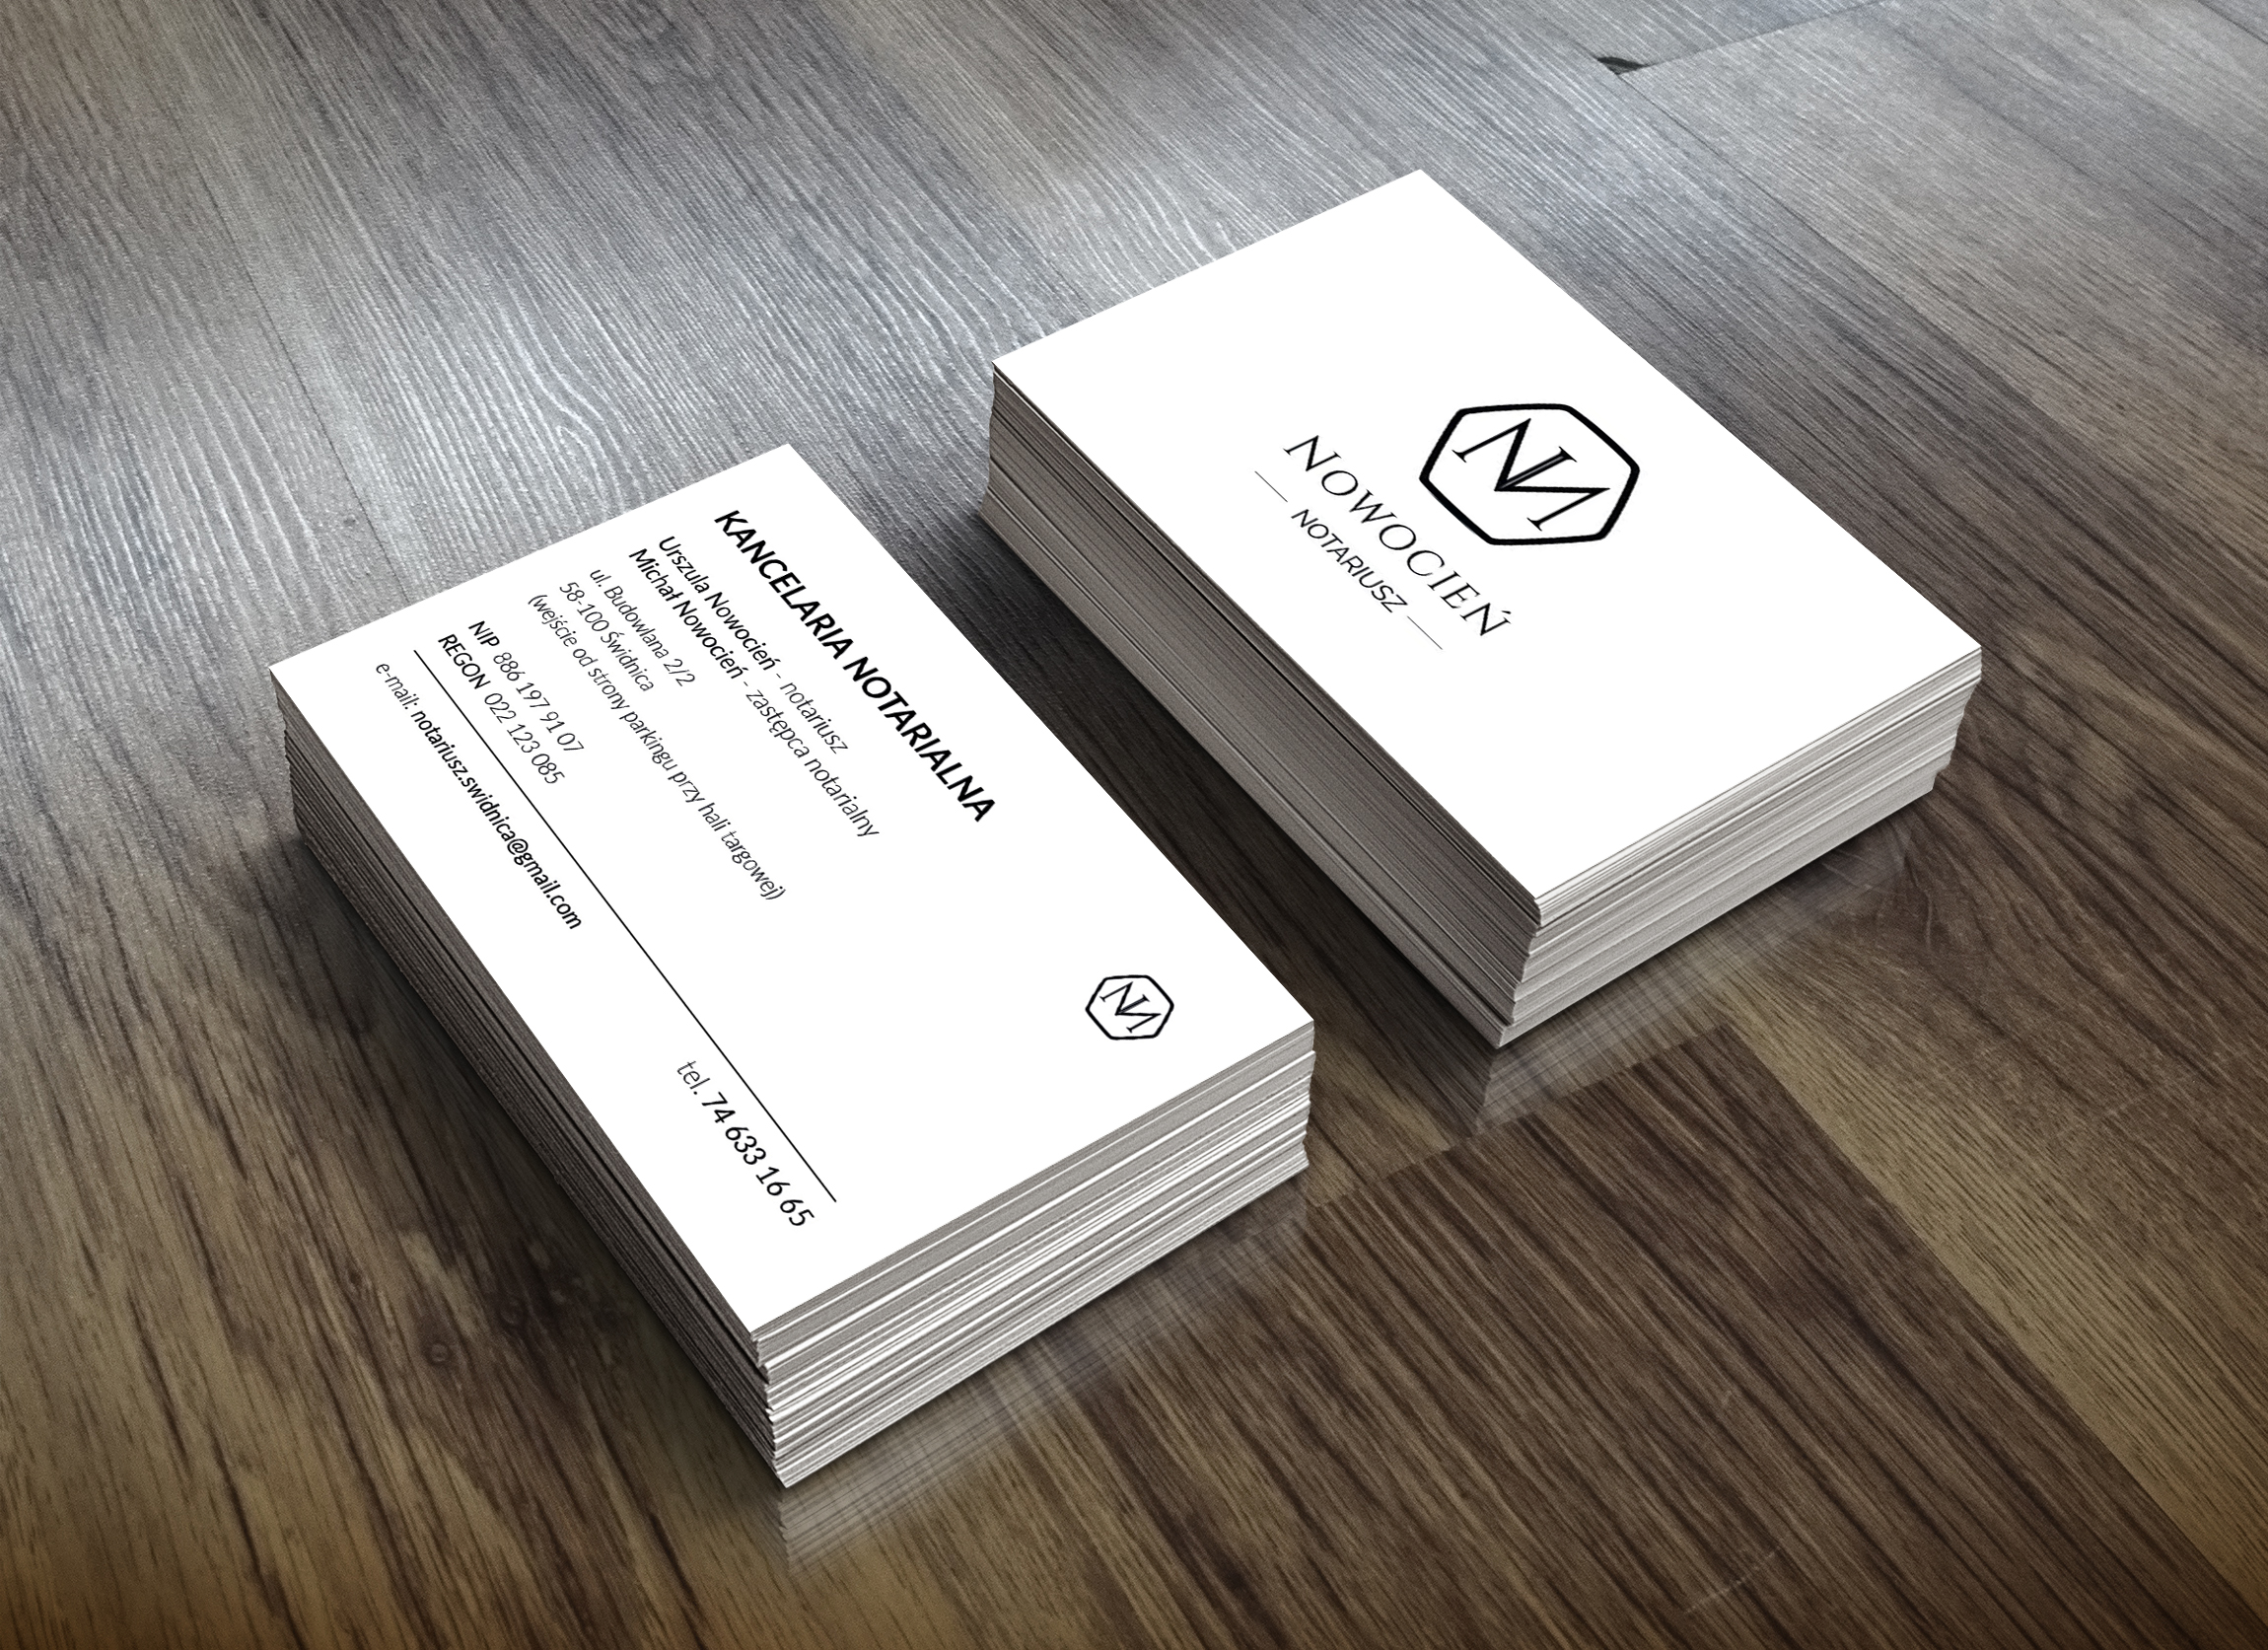 KANCELARIA NOTARIALNA
Urszula Nowocień - notariusz
Michał Nowocień - zastępca notarialny
ul. Budowlana 2/2
58-100 Świdnica
(wejście od strony parkingu przy hali targowej)
NIP 886 197 91 07
REGON 022 123 085
e-mail: notariusz.swidnica@gmail.com
tel. 74 633 16 65
NOWOCIEŃ
NOTARIUSZ